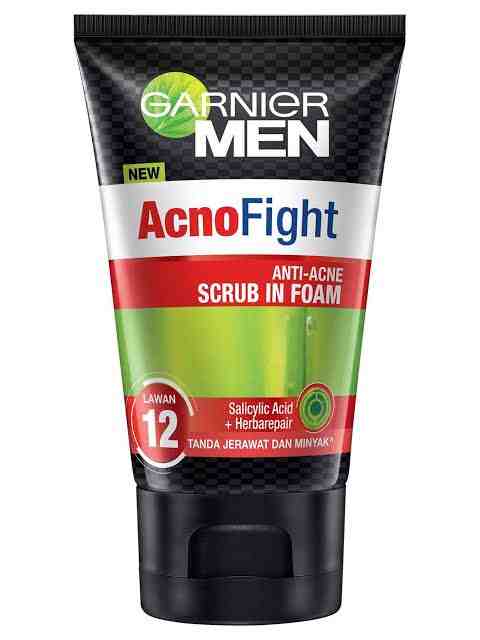 GARNIER
MEN
NEW
AcnoFight
ANTI-ACNE
SCRUB IN FOAM
LAWAN
12
Salicylic Acid
+ Herbarepair
TANDA JERAWAT DAN MINYAK*